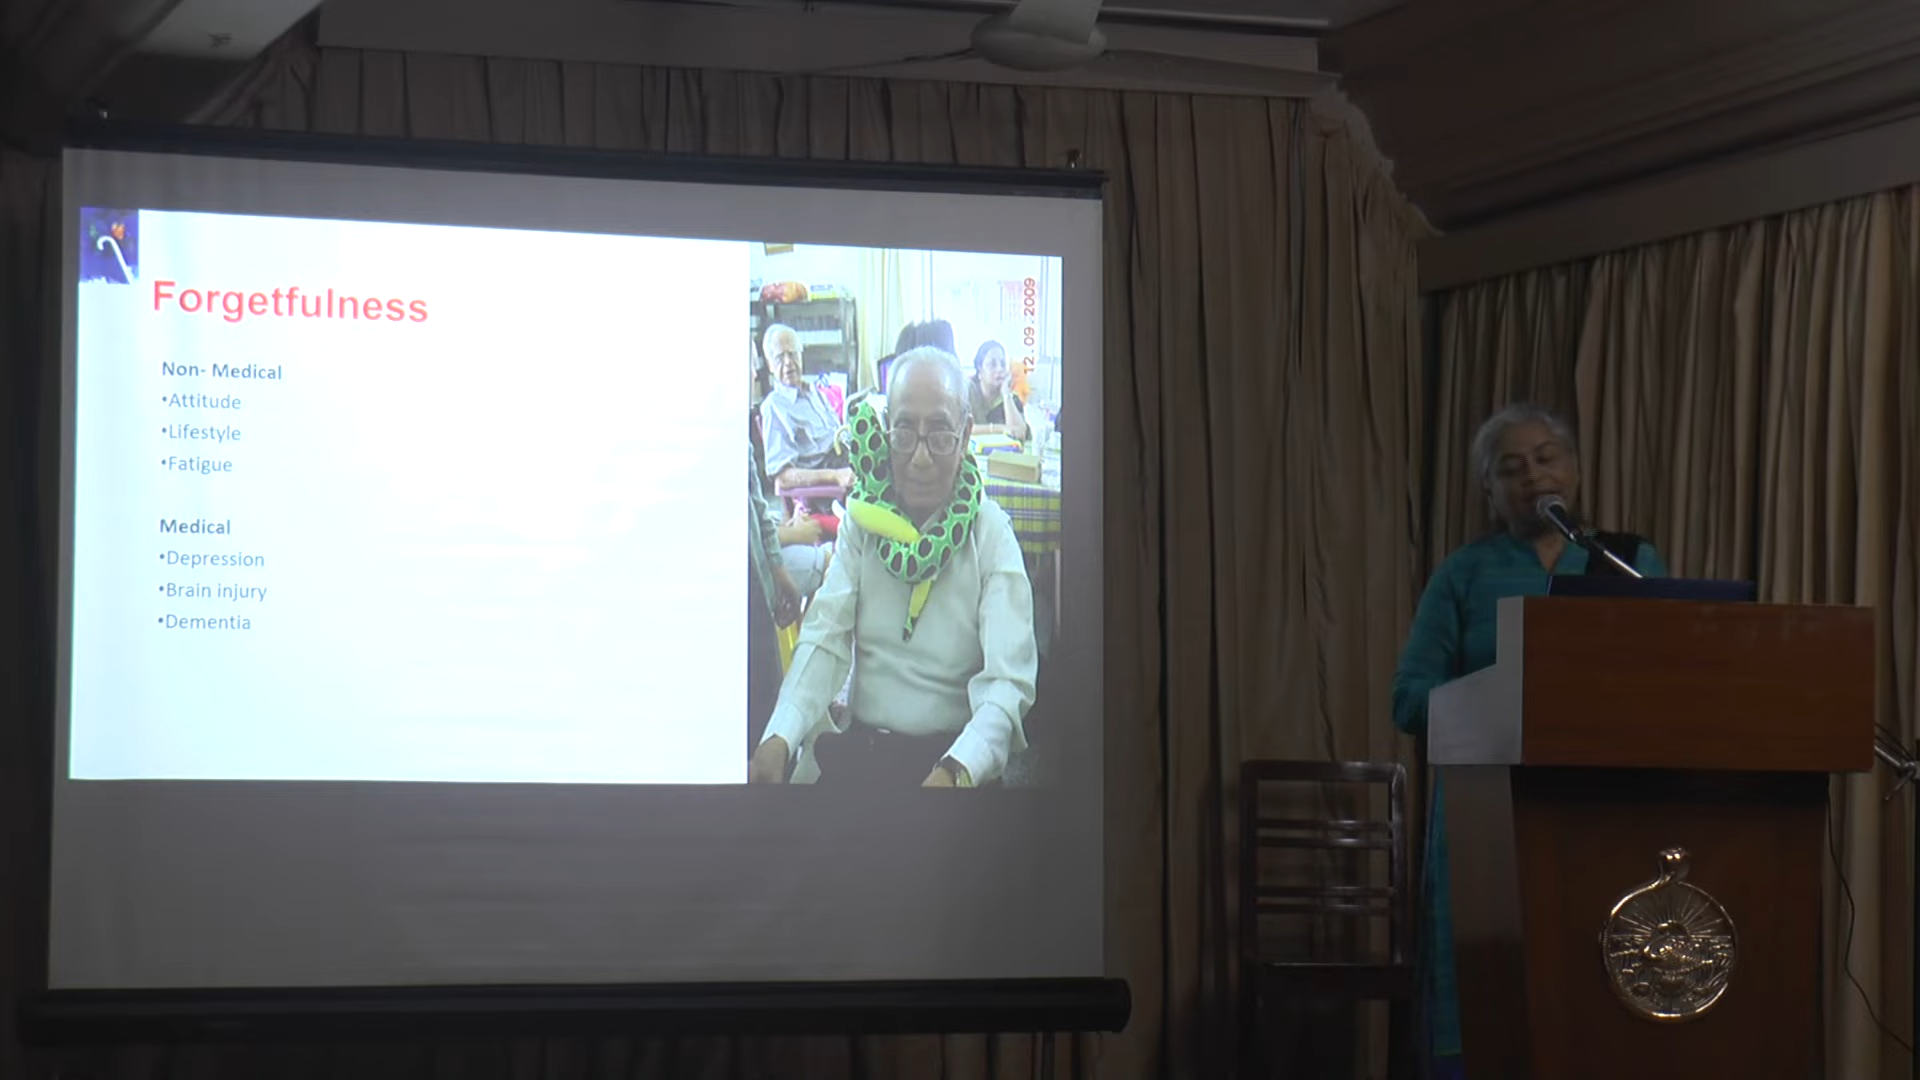 Forgetfulness
Non- Medical
•Attitude
•Lifestyle
•Fatigue
Medical
•Depression
•Brain injury
•Dementia
12.09.2009